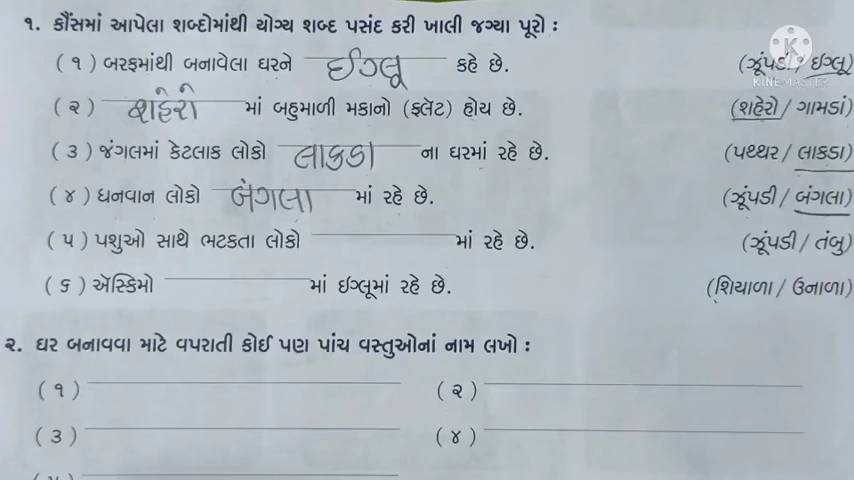 ૧. કૌંસમાં આપેલા શબ્દોમાંથી યોગ્ય શબ્દ પસંદ કરી ખાલી જગ્યા પૂરો :
(૧) બરફમાંથી બનાવેલા ઘરને ઈગ્લૂ કહે છે. (ઝૂંપડી / ઇગ્લૂ)
KINEMASTER
(૨) શહેરો માં બહુમાળી મકાનો (ફ્લૅટ) હોય છે. (શહેરો / ગામડાં)
(૩) જંગલમાં કેટલાક લોકો લાકડા ના ઘરમાં રહે છે. (પથ્થર / લાકડા)
(૪) ધનવાન લોકો બંગલા માં રહે છે. (ઝૂંપડી / બંગલા)
(૫) પશુઓ સાથે ભટકતા લોકો માં રહે છે. (ઝૂંપડી / તંબુ)
(૬) ઍસ્કિમો માં ઇગ્લૂમાં રહે છે. (શિયાળા / ઉનાળા)
૨. ઘર બનાવવા માટે વપરાતી કોઈ પણ પાંચ વસ્તુઓનાં નામ લખો :
(૧) (૨)
(૩) (૪)